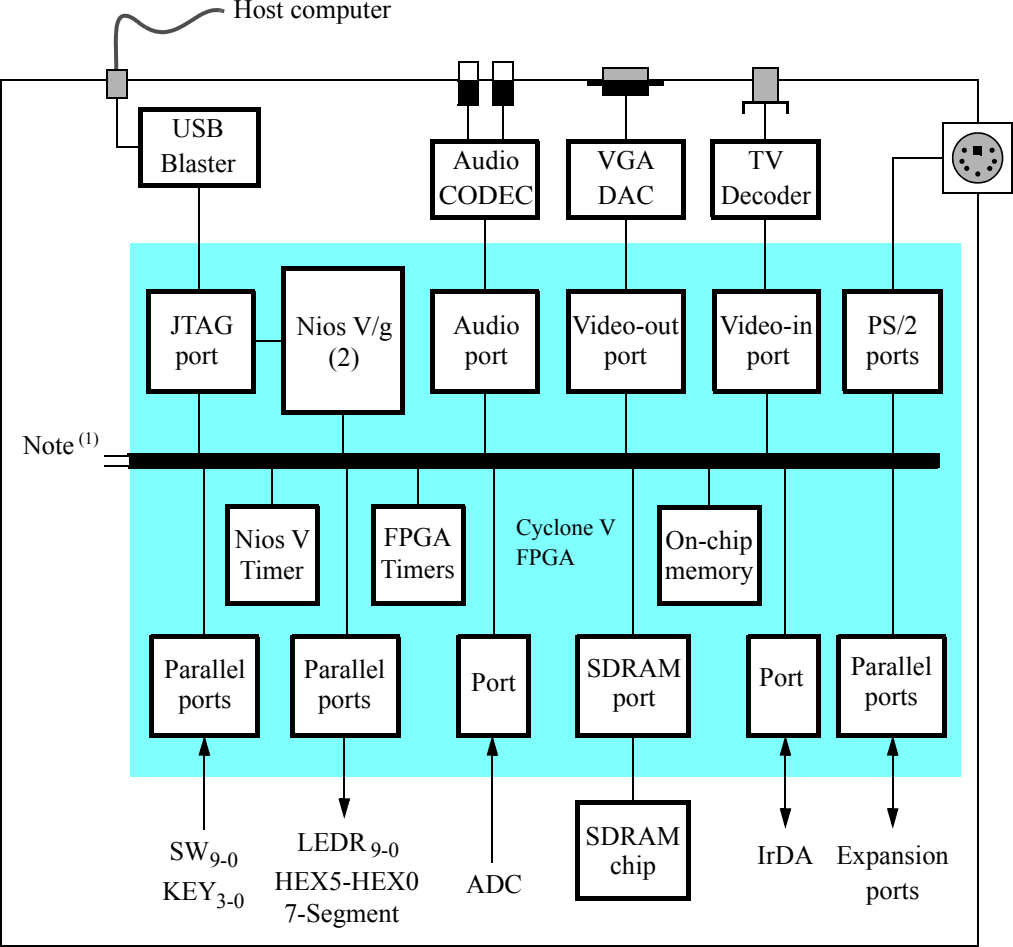 Host computer
USB
Blaster
Audio
CODEC
VGA
DAC
TV
Decoder
JTAG
port
Nios V/g
(2)
Audio
port
Video-out
port
Video-in
port
PS/2
ports
Note (1)
Nios V
Timer
FPGA
Timers
Cyclone V
FPGA
On-chip
memory
Parallel
ports
Parallel
ports
Port
SDRAM
port
Port
Parallel
ports
SW9-0
KEY3-0
LEDR 9-0
HEX5-HEX0
7-Segment
ADC
SDRAM
chip
IrDA
Expansion
ports